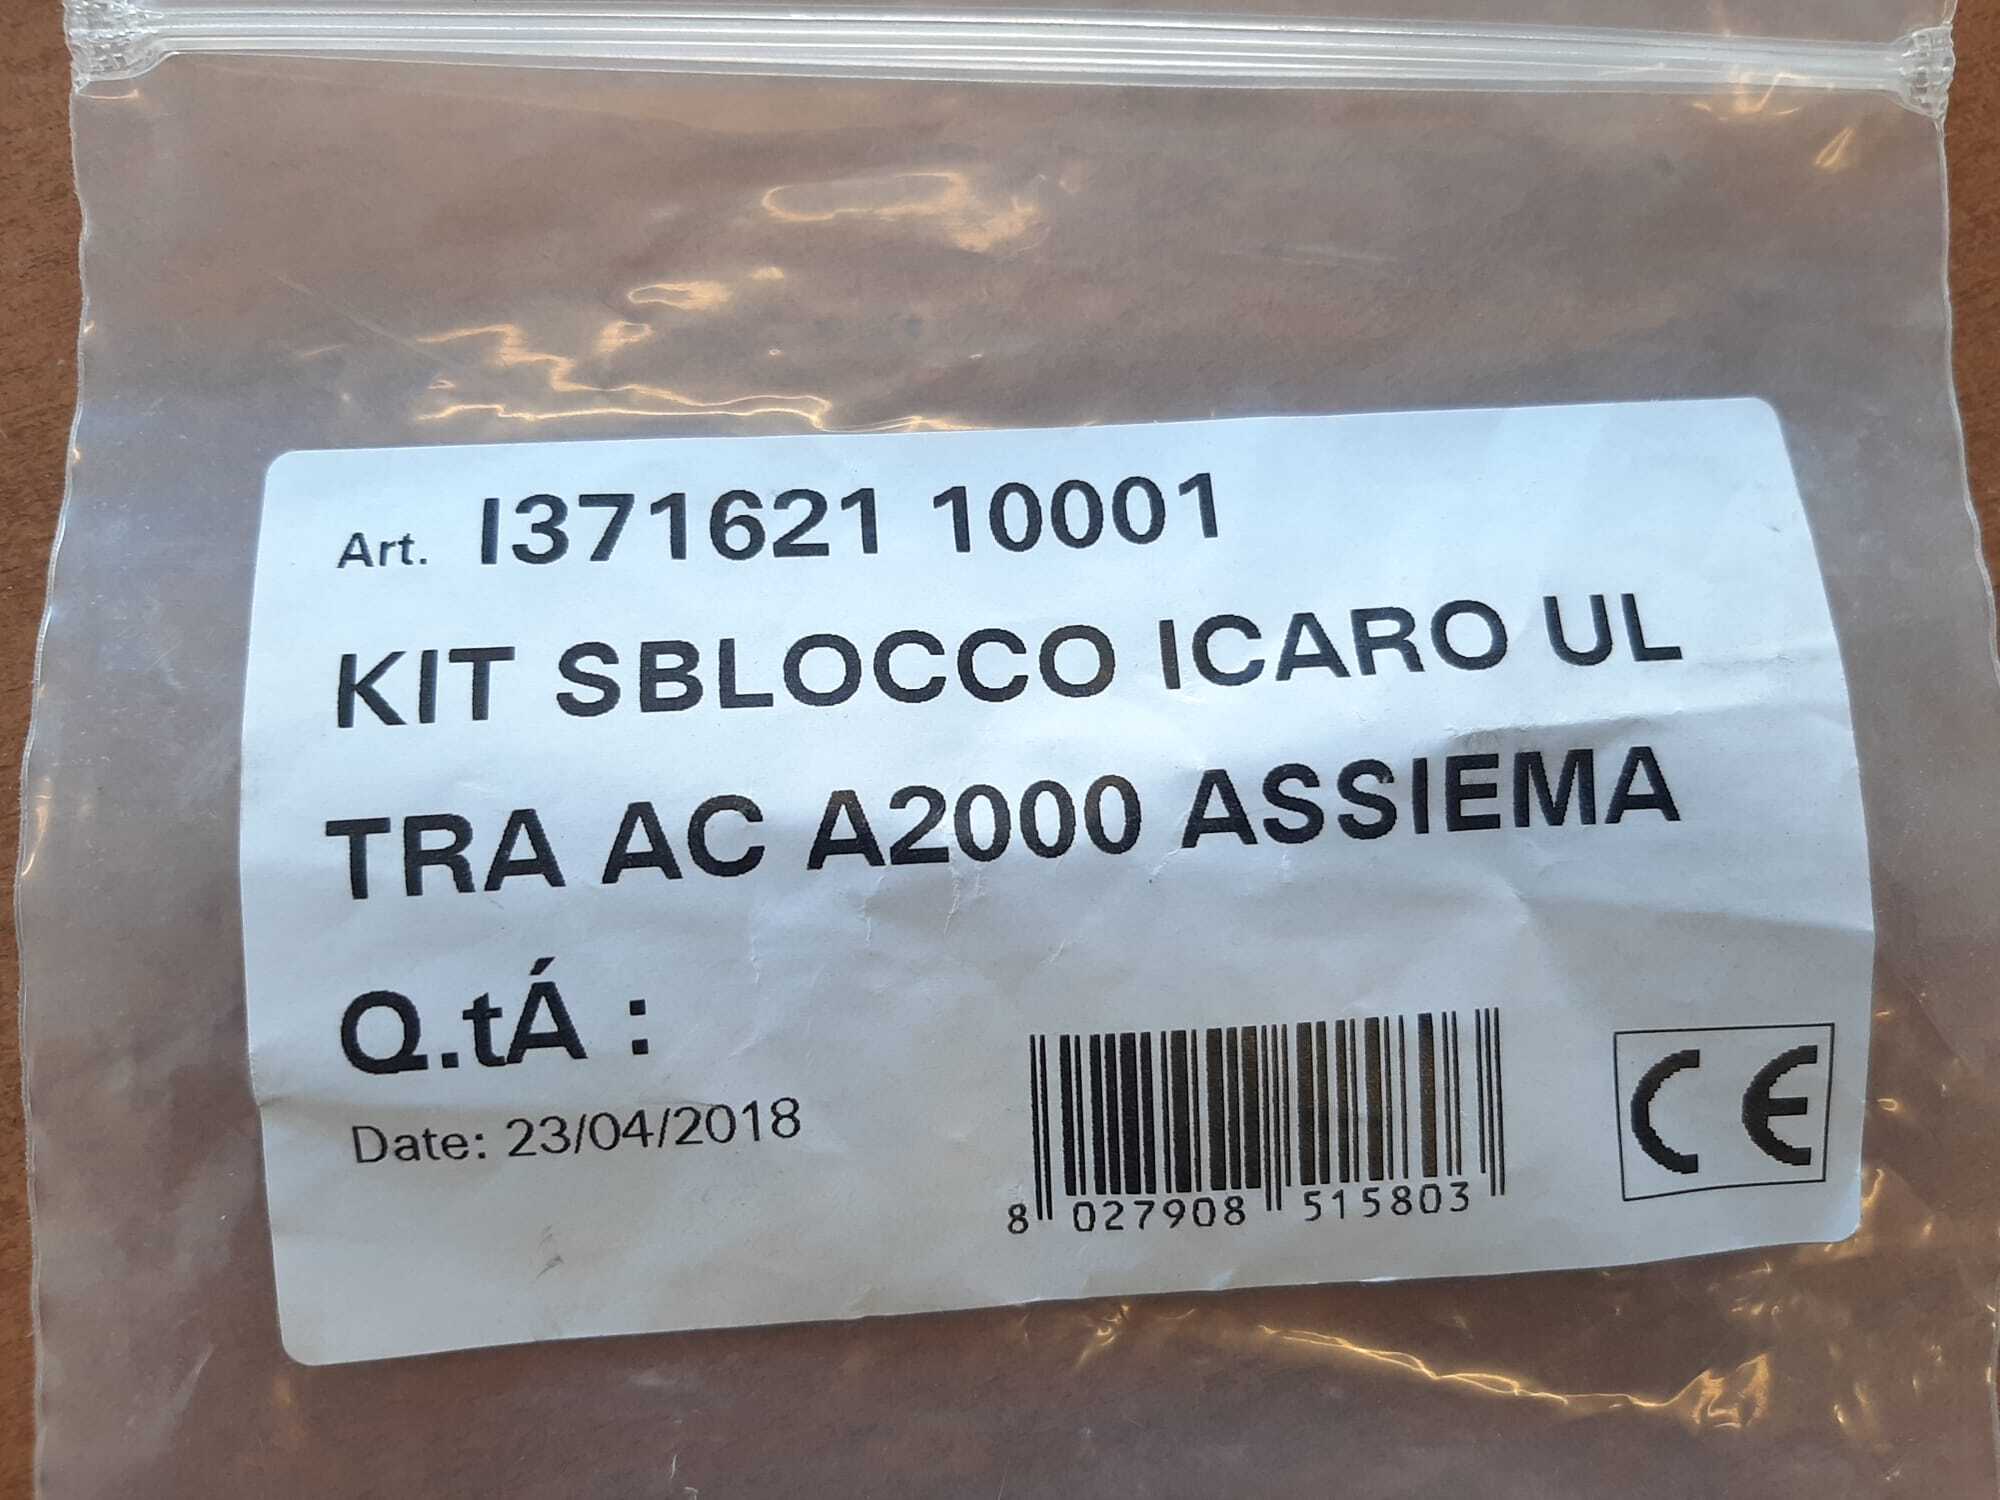 Art. I371621 10001
KIT SBLOCCO ICARO UL
TRA AC A2000 ASSIEMA
Q.tÁ :
Date: 23/04/2018
8 027908 515803
CE